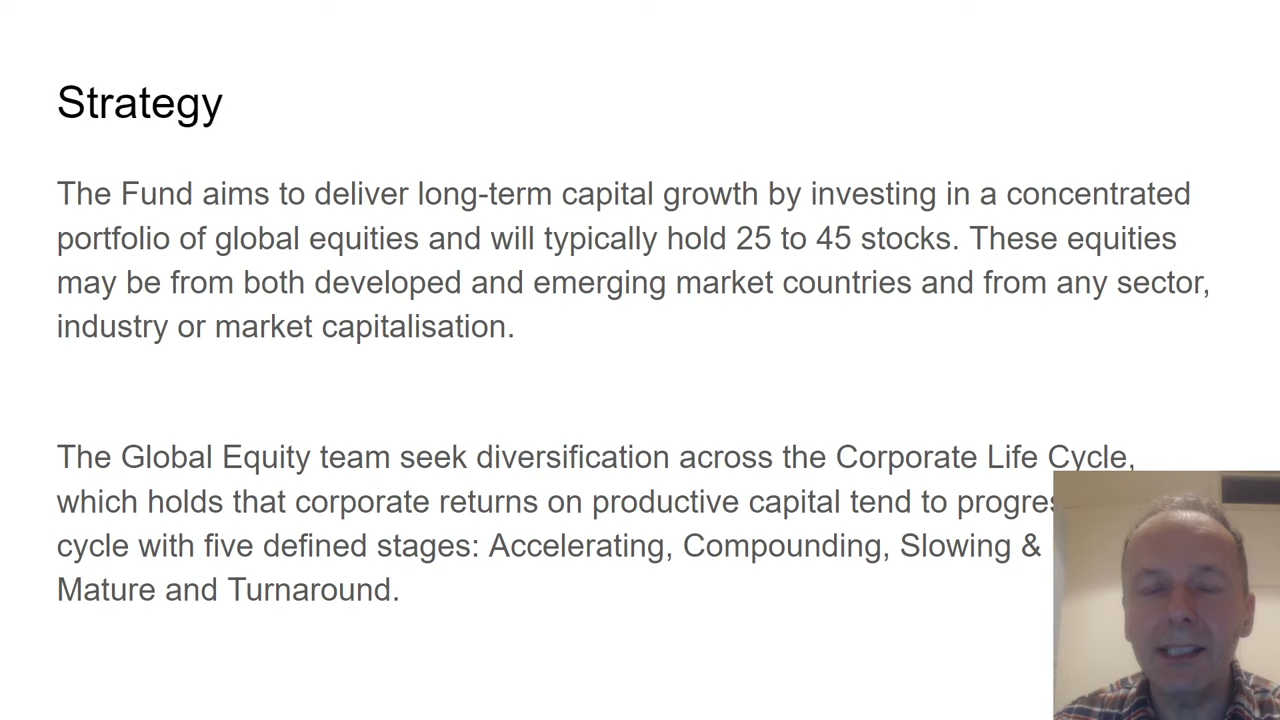 Strategy
The Fund aims to deliver long-term capital growth by investing in a concentrated
portfolio of global equities and will typically hold 25 to 45 stocks. These equities
may be from both developed and emerging market countries and from any sector,
industry or market capitalisation.
The Global Equity team seek diversification across the Corporate Life Cycle,
which holds that corporate returns on productive capital tend to
cycle with five defined stages: Accelerating, Compounding, Slowing &
Mature and Turnaround.